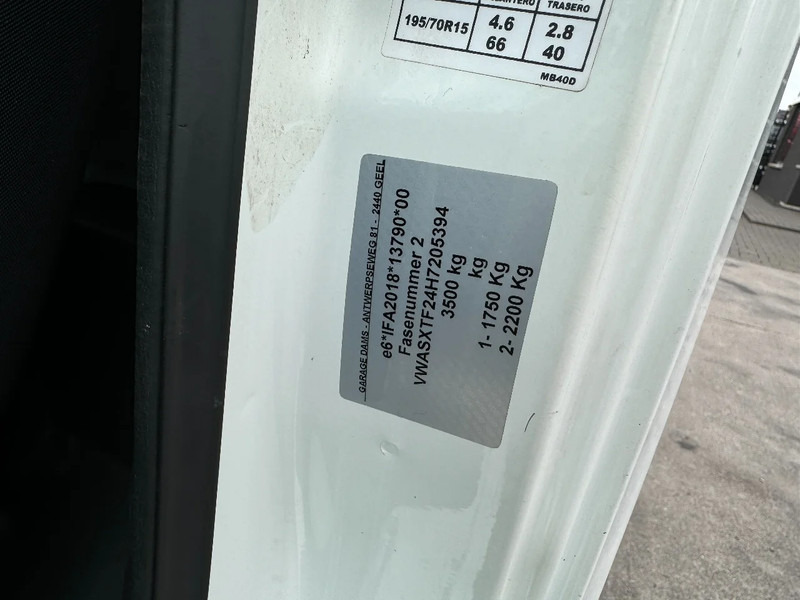 TRASERO
195/70R15 4.6 2.8
66 40
MB40D
GARAGE DAMS - ANTWERPSEWEG 81 - 2440 GEEL
e6*IFA2018*13790*00
Fasenummer 2
VWASXTF24H7205394
3500 kg
kg
1- 1750 Kg
2- 2200 Kg